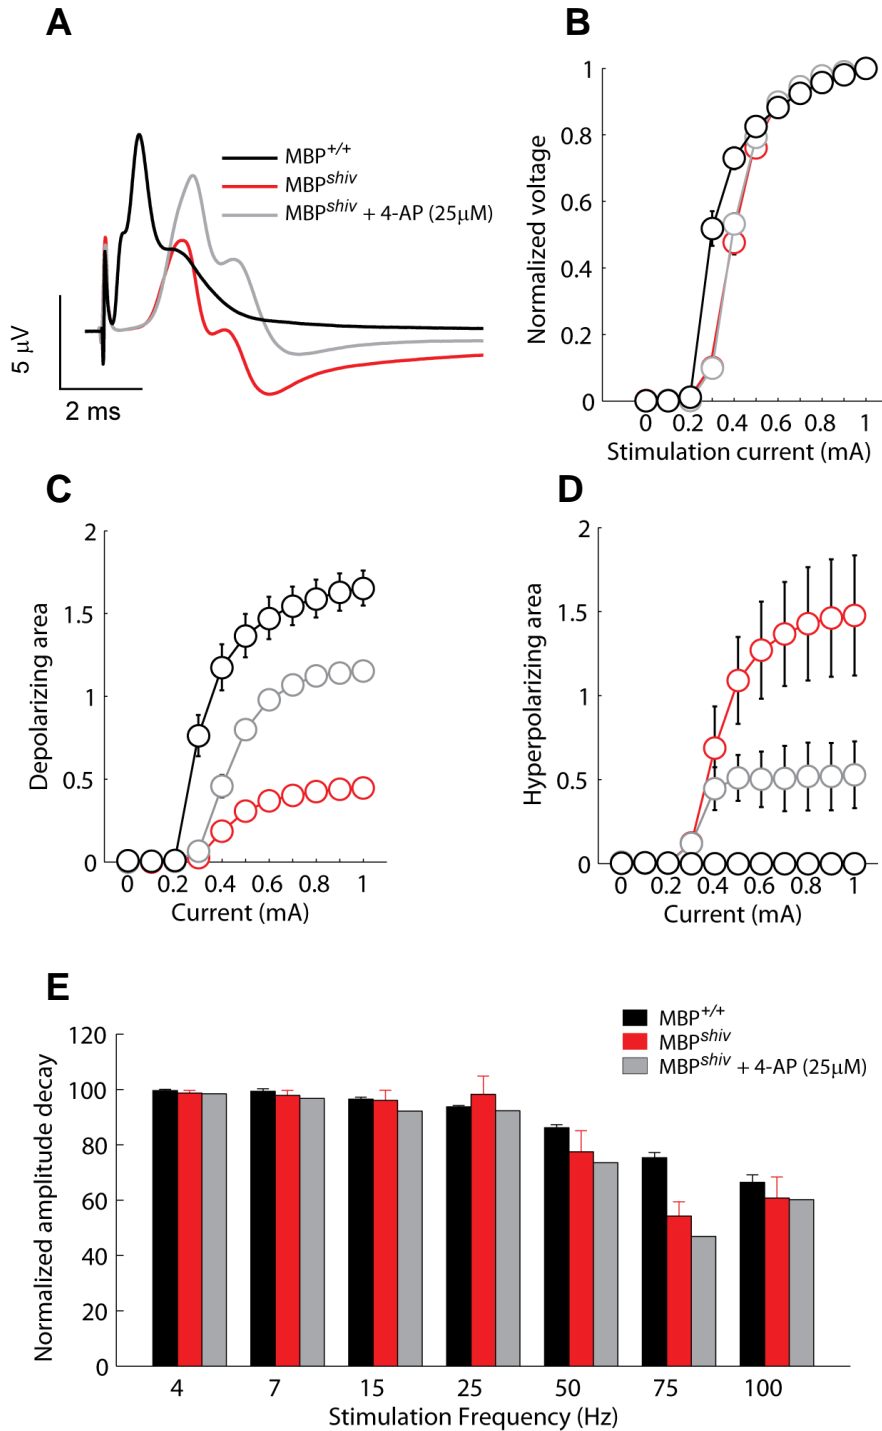 A
MBP+/+
MBPshiv
MBPshiv + 4-AP (25μM)
5 μV
2 ms
B
Normalized voltage
1
0.8
0.6
0.4
0.2
0
0 0.2 0.4 0.6 0.8 1
Stimulation current (mA)
C
Depolarizing area
2
1.5
1
0.5
0
0 0.2 0.4 0.6 0.8 1
Current (mA)
D
Hyperpolarizing area
2
1.5
1
0.5
0
0 0.2 0.4 0.6 0.8 1
Current (mA)
E
Normalized amplitude decay
120
100
80
60
40
20
0
4 7 15 25 50 75 100
Stimulation Frequency (Hz)
MBP+/+
MBPshiv
MBPshiv + 4-AP (25μM)